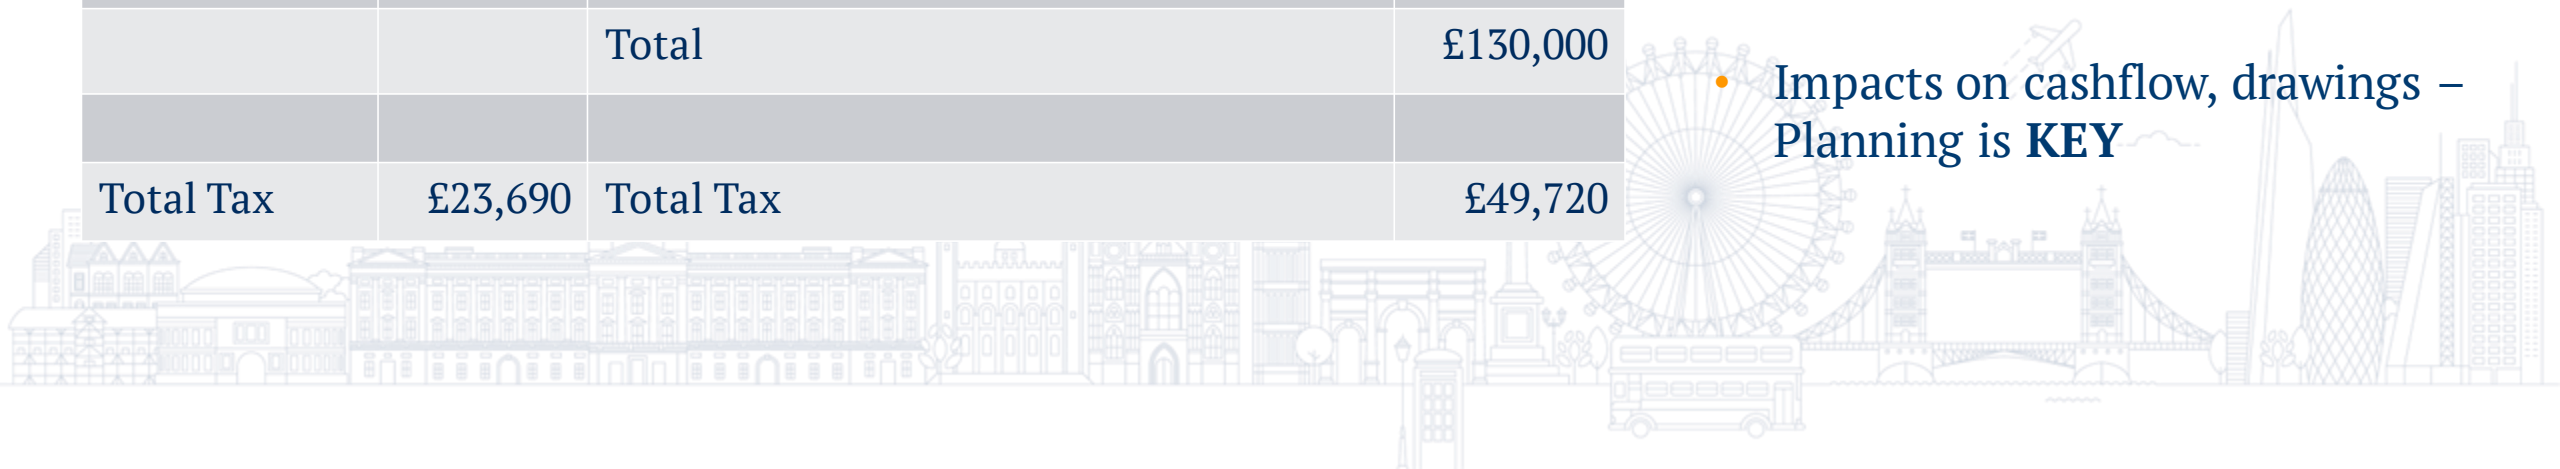 Total £130,000
Total Tax £23,690 Total Tax £49,720
• Impacts on cashflow, drawings –
Planning is KEY